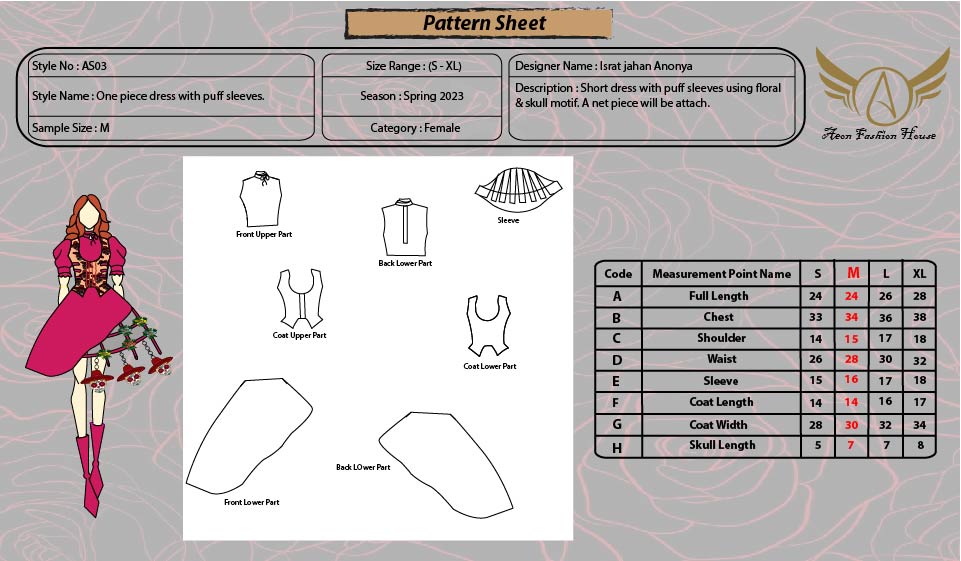 Pattern Sheet
Style No : AS03
Style Name : One piece dress with puff sleeves.
Sample Size : M
Size Range : (S - XL)
Season : Spring 2023
Category : Female
Designer Name : Israt jahan Anonya
Description : Short dress with puff sleeves using floral
& skull motif. A net piece will be attach.
Aeon Fashion House
Front Upper Part
Back Lower Part
Sleeve
Coat Upper Part
Coat Lower Part
Front Lower Part
Back LOwer Part
Code Measurement Point Name S M L XL
A Full Length 24 24 26 28
B Chest 33 34 36 38
C Shoulder 14 15 17 18
D Waist 26 28 30 32
E Sleeve 15 16 17 18
F Coat Length 14 14 16 17
G Coat Width 28 30 32 34
H Skull Length 5 7 7 8